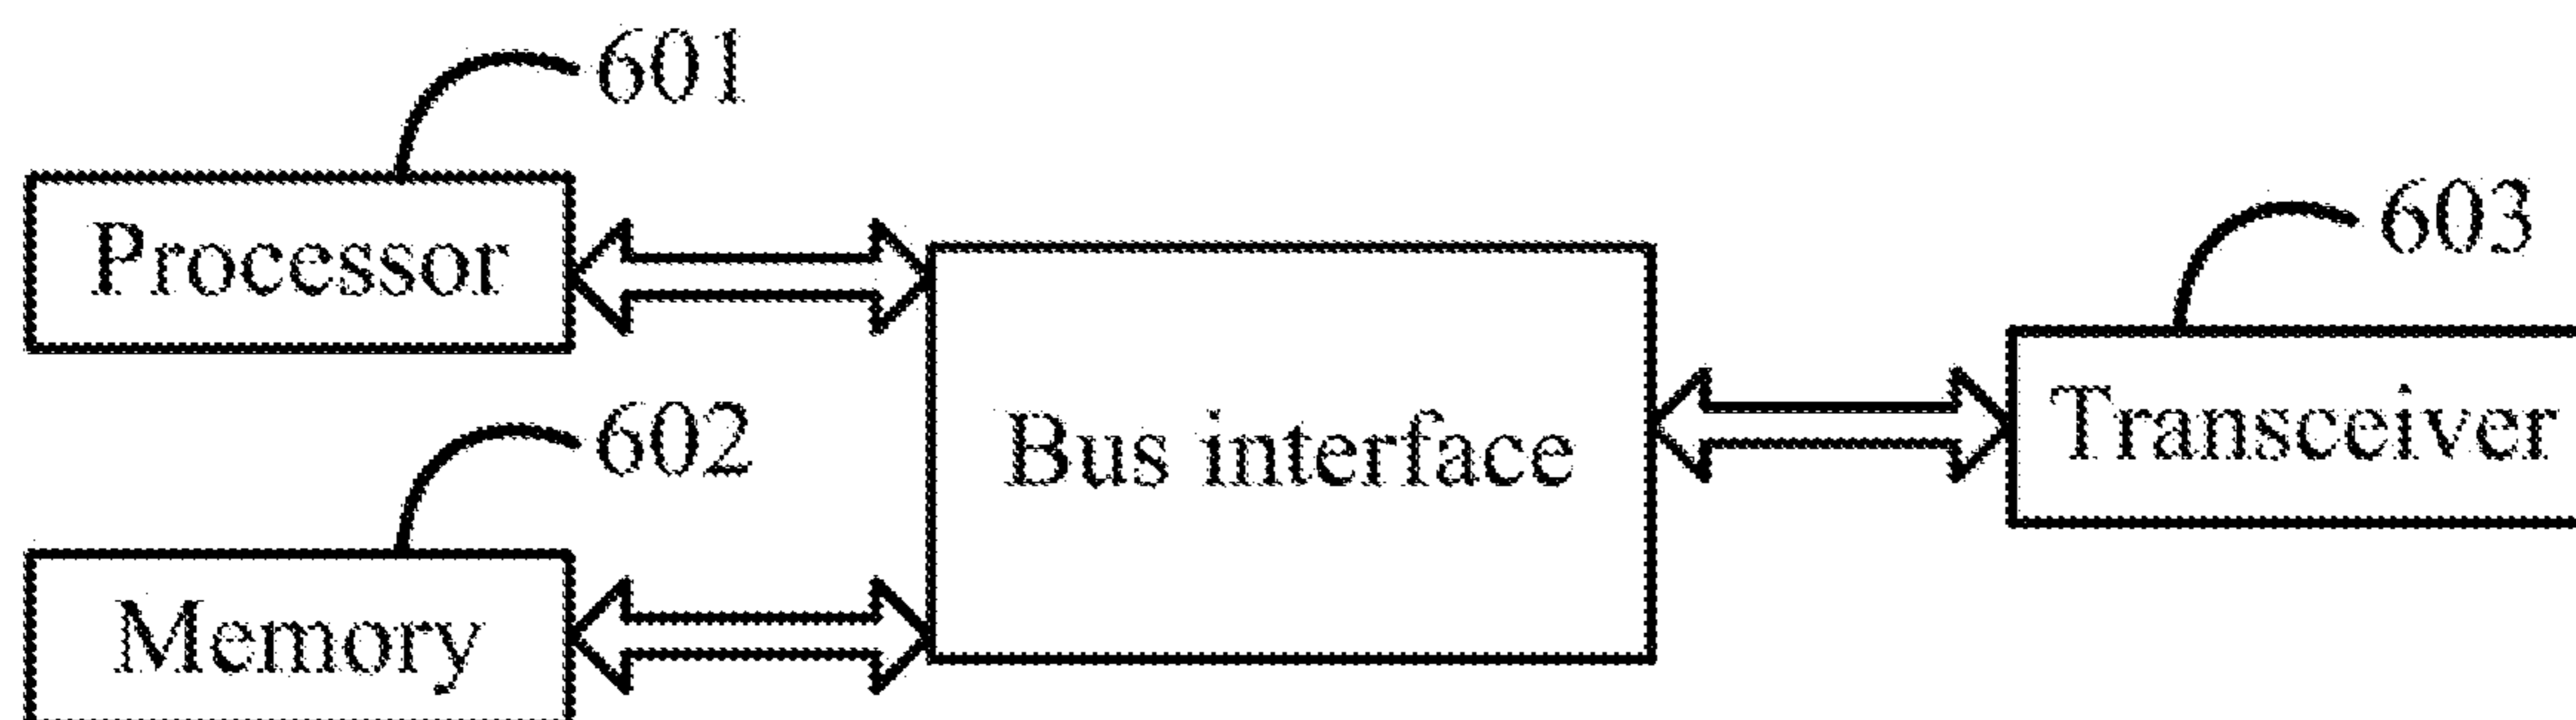 601
Processor
603
602
Bus interface
Transceiver
Memory